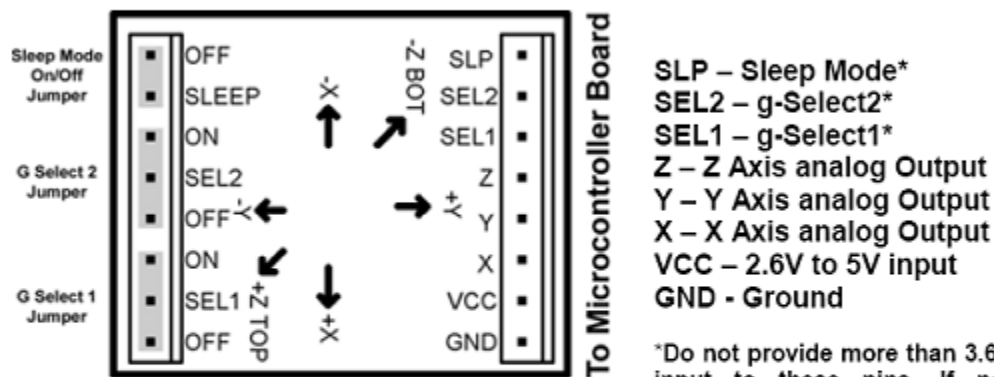 Sleep Mode
On/Off
Jumper
G Select 2
Jumper
G Select 1
Jumper
OFF
SLEEP
ON
SEL2
OFF
ON
SEL1
OFF
-X
-Y
+Z TOP
+X
-Z BOT
+Y
SLP
SEL2
SEL1
Z
Y
X
VCC
GND
To Microcontroller Board
SLP – Sleep Mode*
SEL2 – g-Select2*
SEL1 – g-Select1*
Z – Z Axis analog Output
Y – Y Axis analog Output
X – X Axis analog Output
VCC – 2.6V to 5V input
GND - Ground
*Do not provide more than 3.6
input to these pins. If